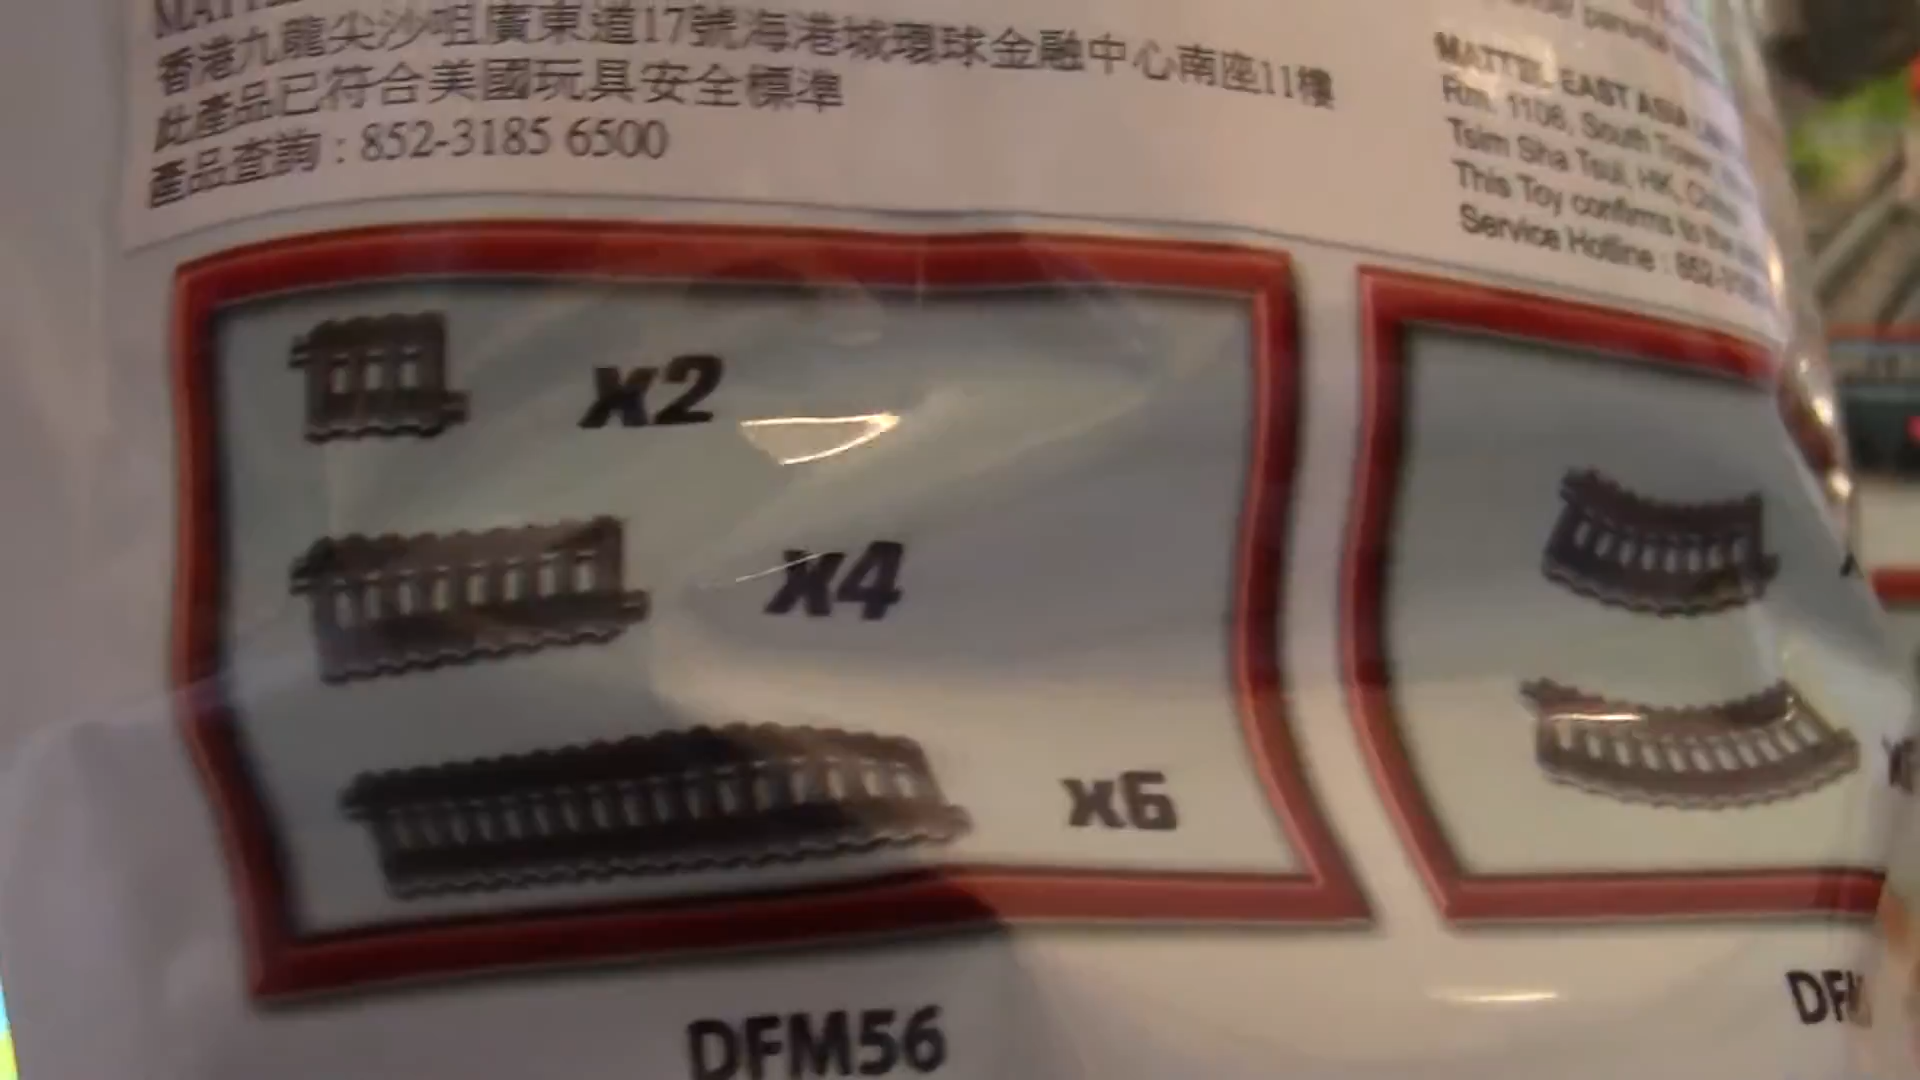 香港九龍尖沙咀廣東道17號海港城環球金融中心南座11樓
此產品已符合美國玩具安全標準
產品查詢 : 852-3185 6500
MATTEL EAST ASIA
Rm. 1106, South Tower,
Tsim Sha Tsui, HK,
This Toy confirms to the
Service Hotline :
x2
x4
x6
DFM56